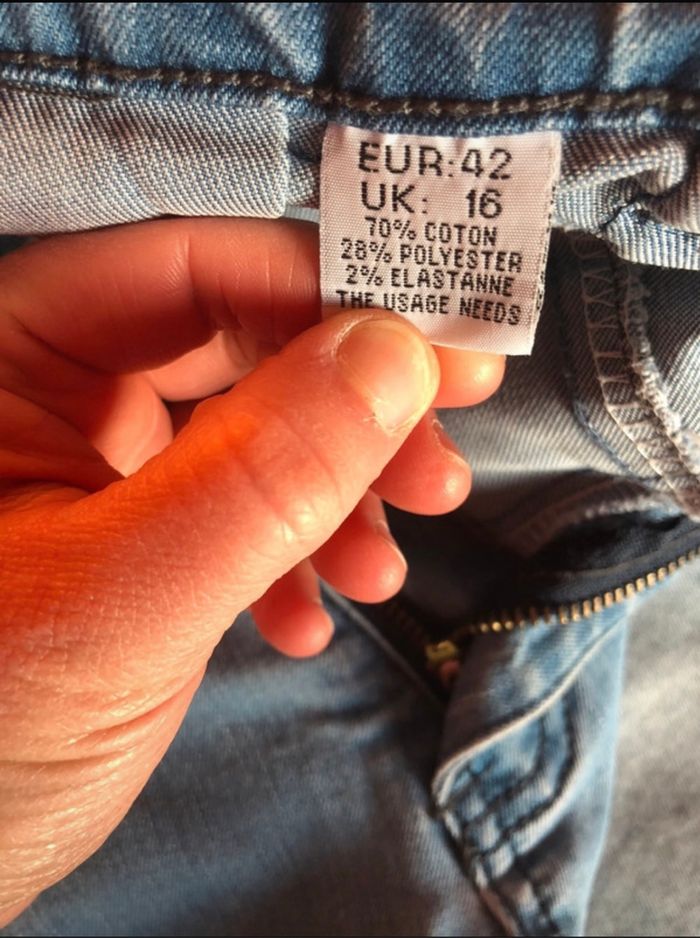 EUR:42
UK: 16
70% COTON
28% POLYESTER
2% ELASTANNE
THE USAGE NEEDS